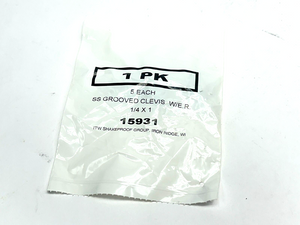 1 PK
5 EACH
SS GROOVED CLEVIS W/E.R.
1/4 X 1
15931
ITW SHAKEPROOF GROUP, IRON RIDGE, WI